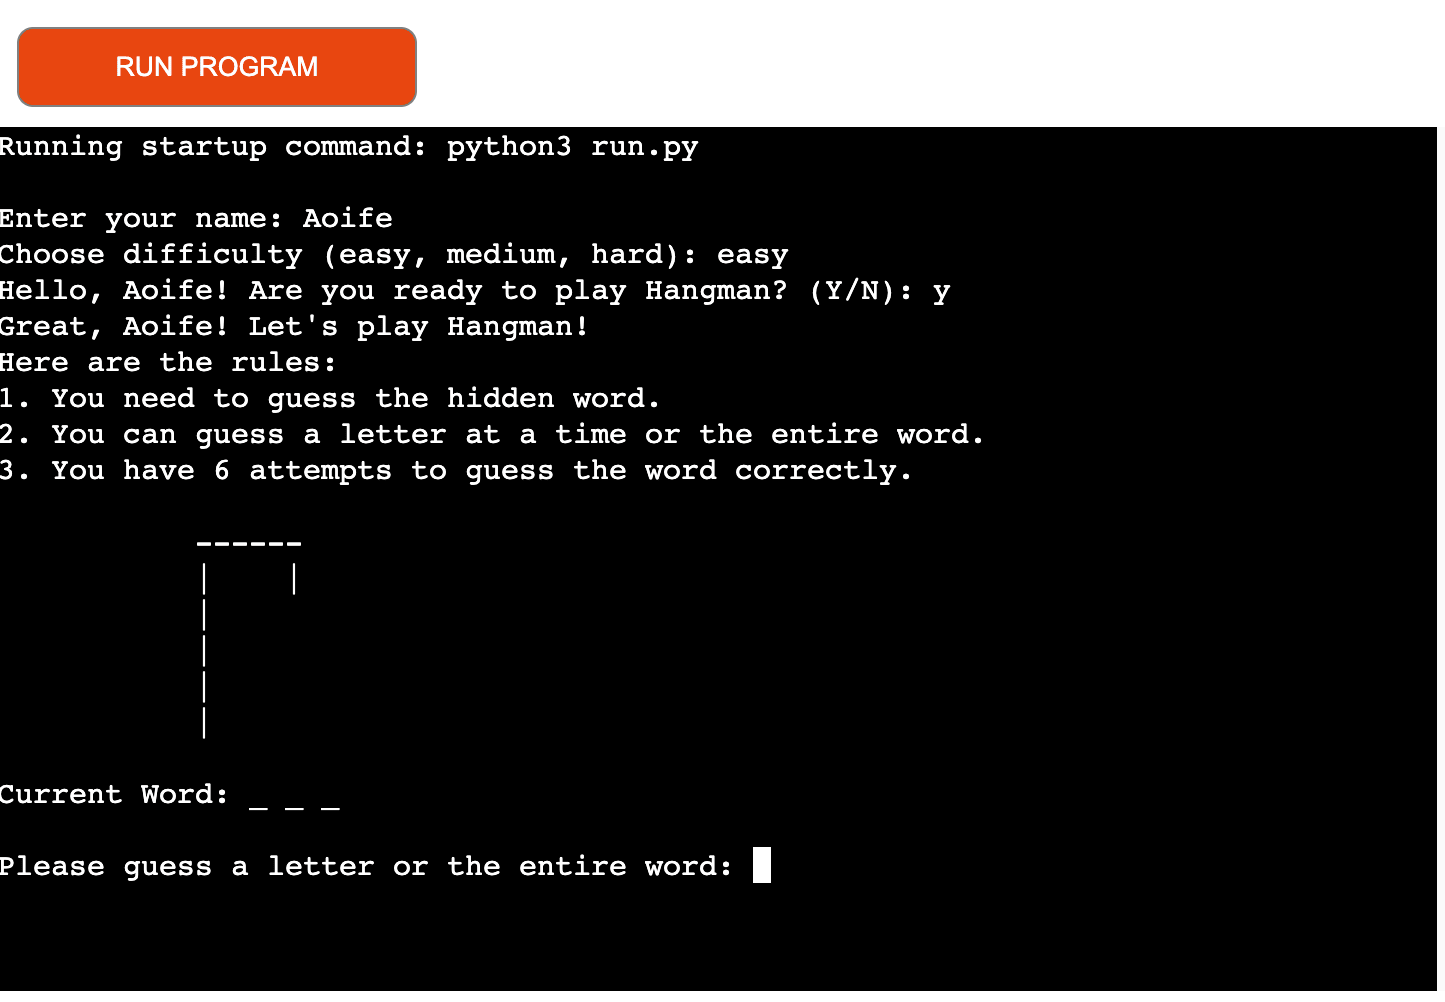 RUN PROGRAM
Running startup command: python3 run.py
Enter your name: Aoife
Choose difficulty (easy, medium, hard): easy
Hello, Aoife! Are you ready to play Hangman? (Y/N): y
Great, Aoife! Let's play Hangman!
Here are the rules:
1. You need to guess the hidden word.
2. You can guess a letter at a time or the entire word.
3. You have 6 attempts to guess the word correctly.
------
|    |
|
|
|
|
Current Word: _ _ _
Please guess a letter or the entire word: